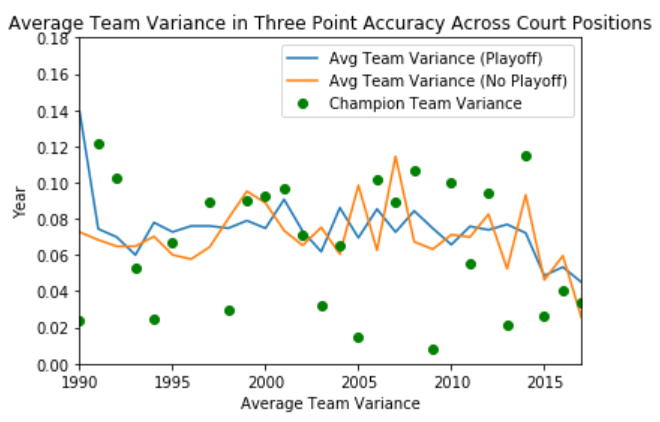 Average Team Variance in Three Point Accuracy Across Court Positions
0.18
0.16
0.14
0.12
0.10
0.08
0.06
0.04
0.02
0.00
Year
Avg Team Variance (Playoff)
Avg Team Variance (No Playoff)
Champion Team Variance
1990 1995 2000 2005 2010 2015
Average Team Variance